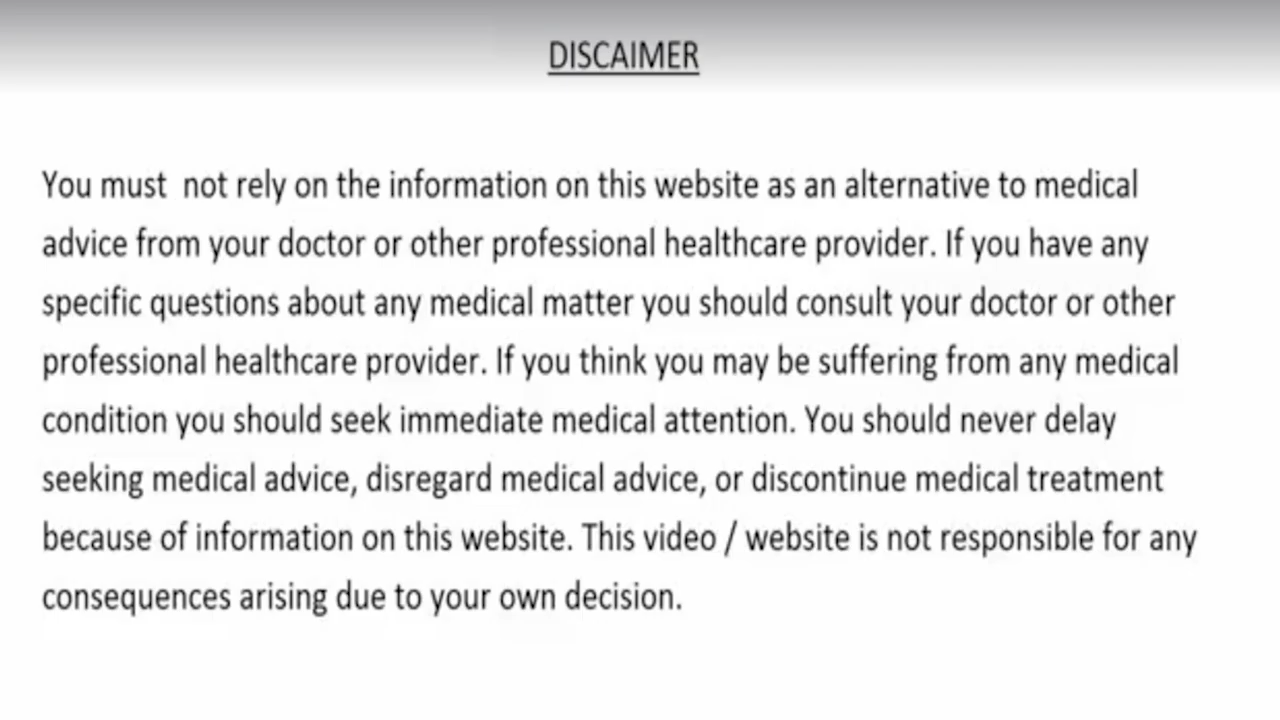 DISCAIMER
You must  not rely on the information on this website as an alternative to medical
advice from your doctor or other professional healthcare provider. If you have any
specific questions about any medical matter you should consult your doctor or other
professional healthcare provider. If you think you may be suffering from any medical
condition you should seek immediate medical attention. You should never delay
seeking medical advice, disregard medical advice, or discontinue medical treatment
because of information on this website. This video / website is not responsible for any
consequences arising due to your own decision.